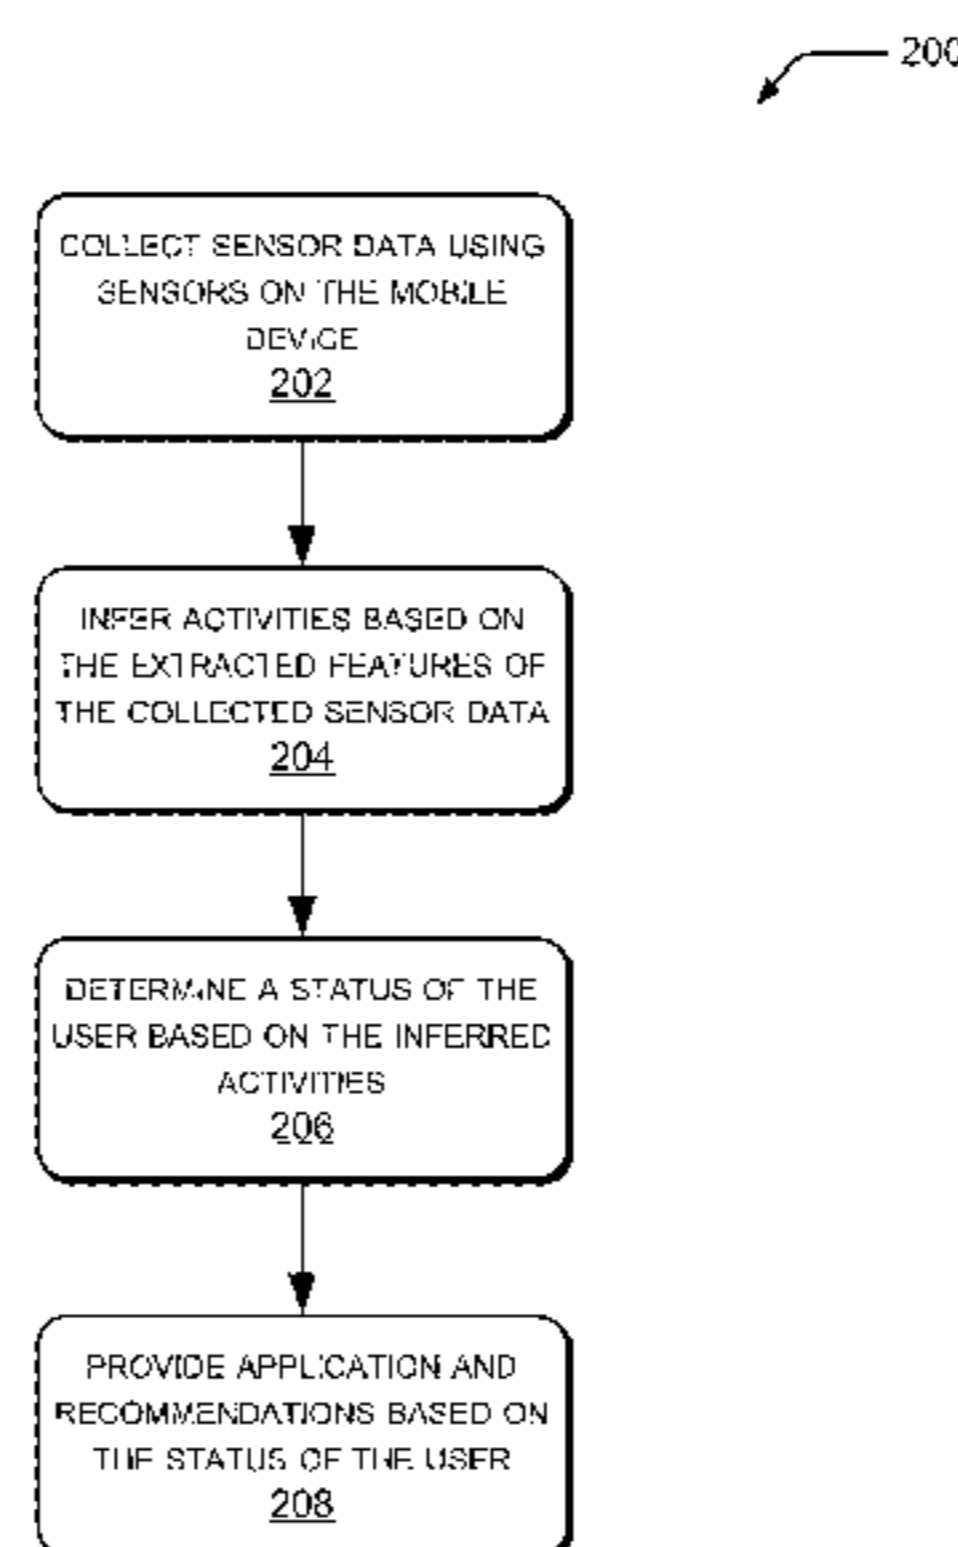 200
COLLECT SENSOR DATA USING
SENSORS ON THE MOBILE
DEVICE
202
INFER ACTIVITIES BASED ON
THE EXTRACTED FEATURES OF
THE COLLECTED SENSOR DATA
204
DETERMINE A STATUS OF THE
USER BASED ON THE INFERRED
ACTIVITIES
206
PROVIDE APPLICATION AND
RECOMMENDATIONS BASED ON
THE STATUS OF THE USER
208